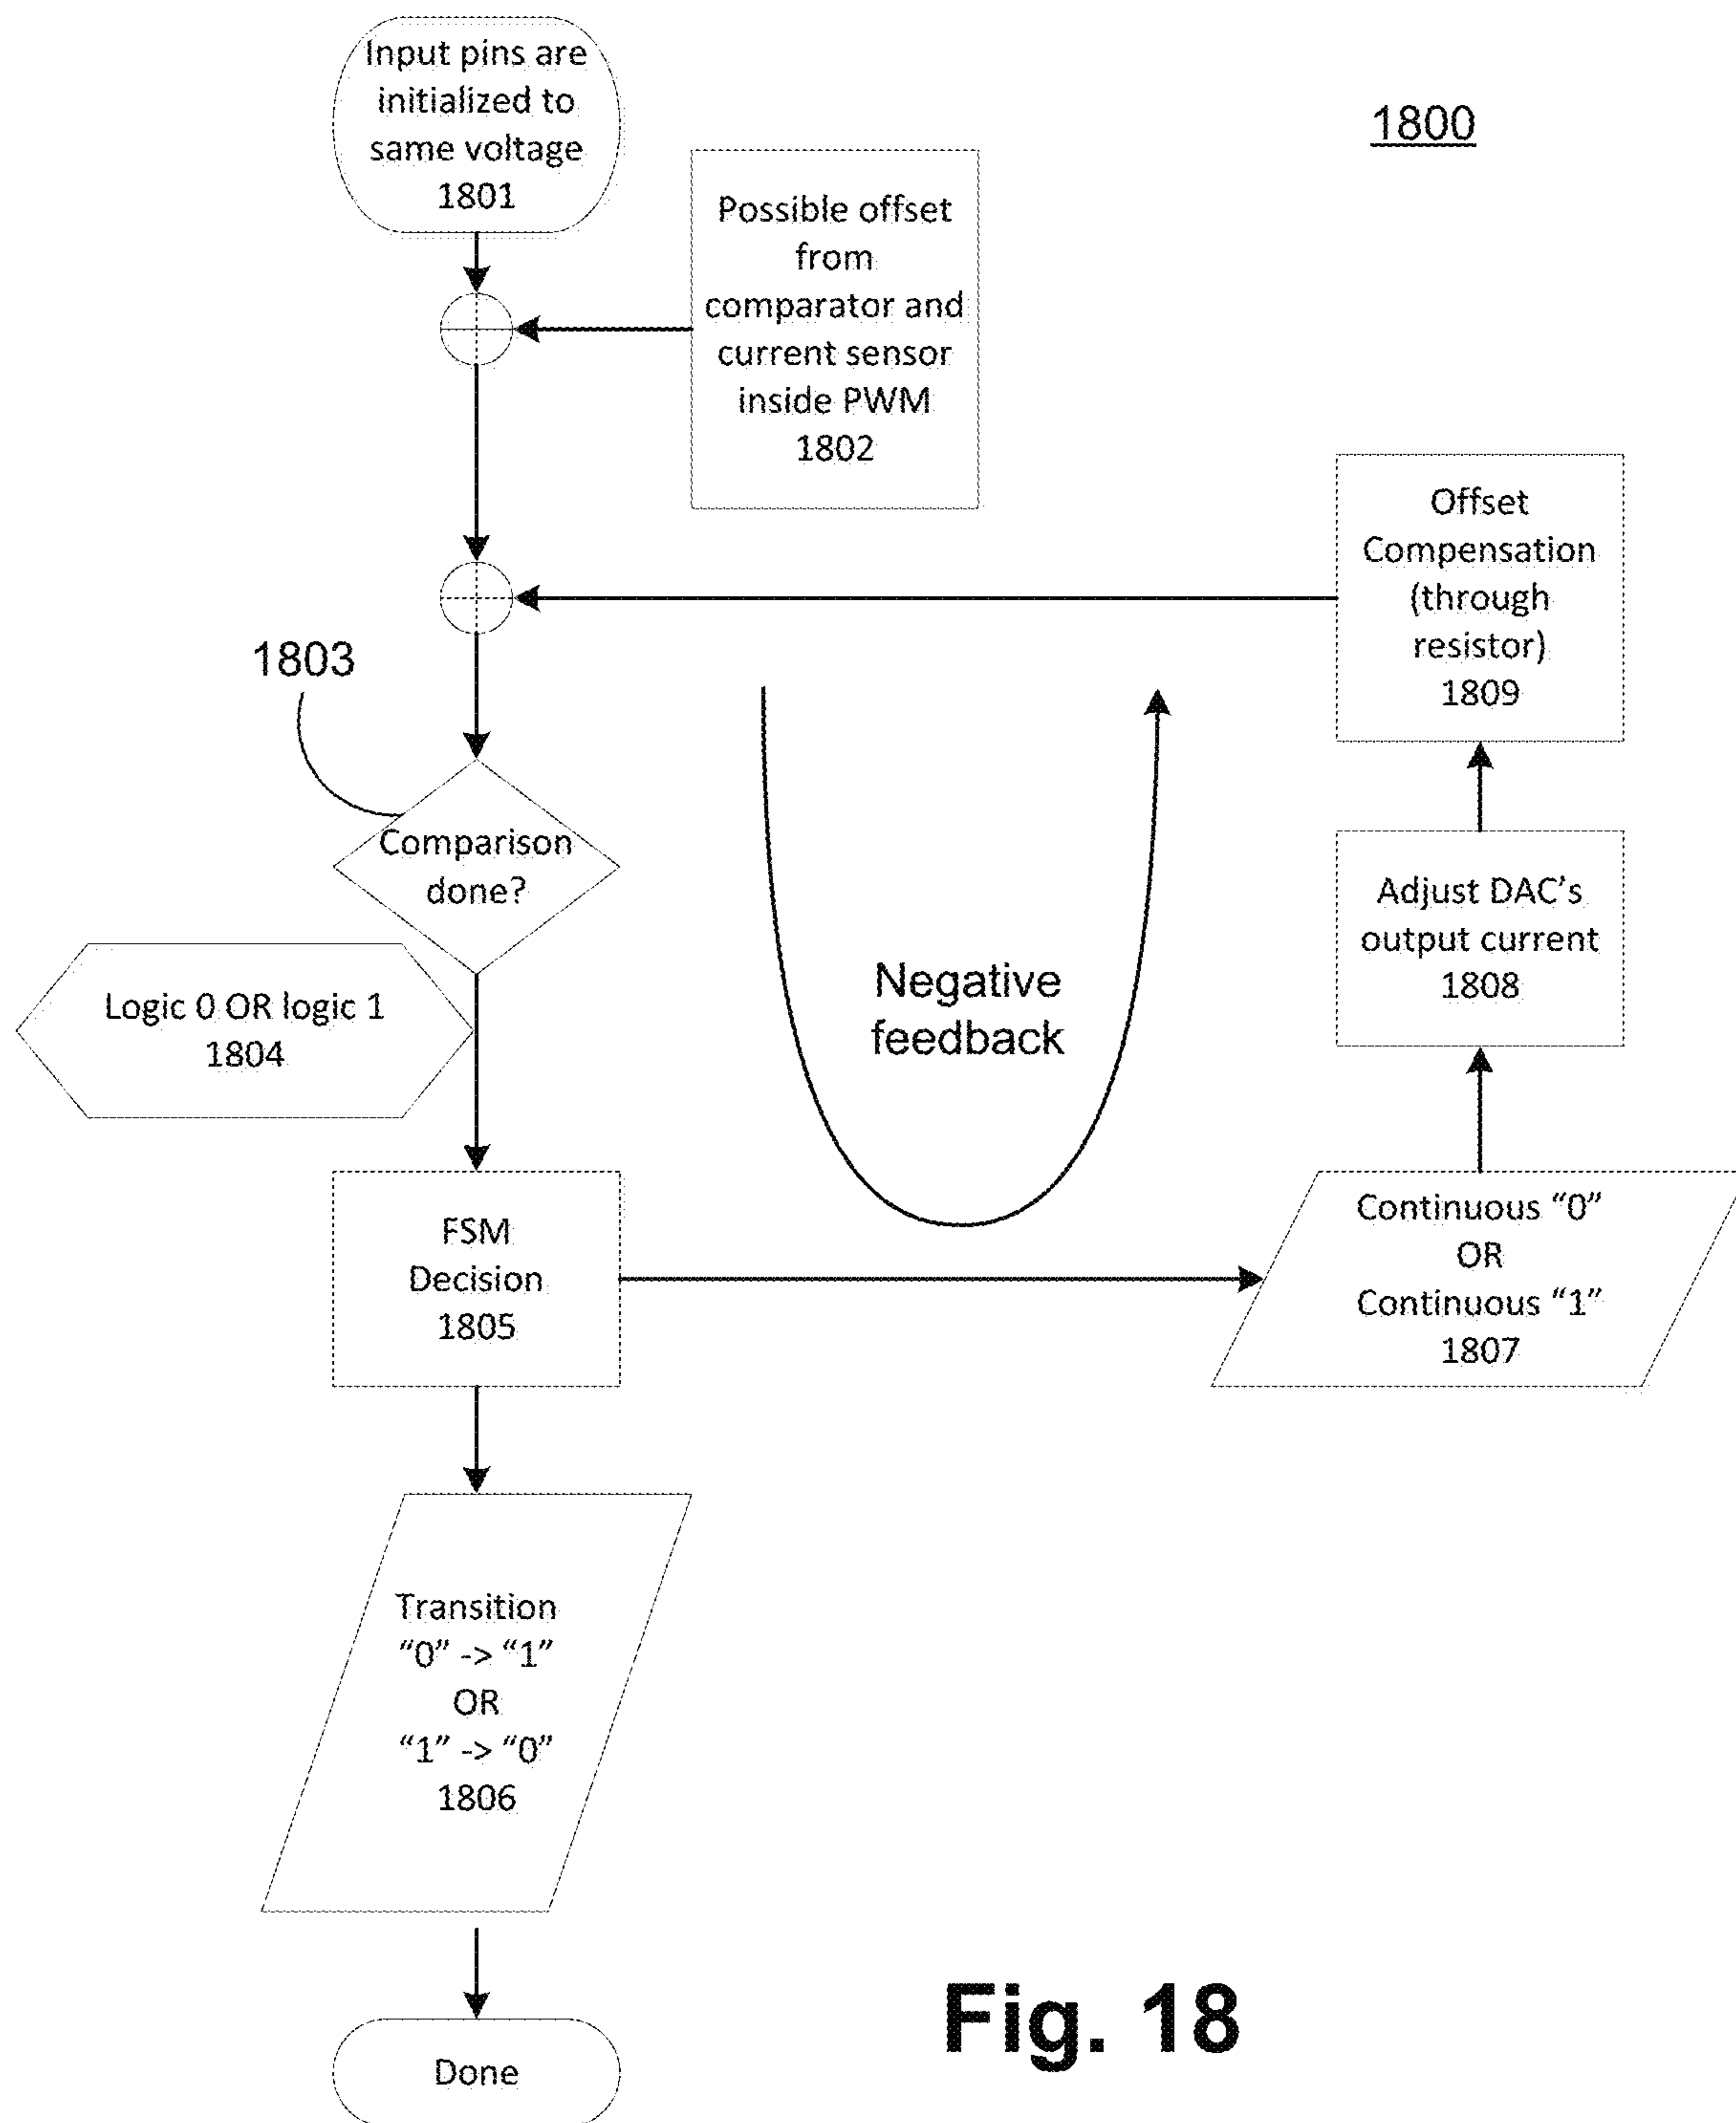 Input pins are
initialized to
same voltage
1801
1800
Possible offset
from
comparator and
current sensor
inside PWM
1802
Offset
Compensation
(through
resistor)
1809
1803
Comparison
done?
Adjust DAC's
output current
1808
Negative
feedback
Logic 0 OR logic 1
1804
FSM
Decision
1805
Continuous “0”
OR
Continuous “1”
1807
Transition
“0” -> “1”
OR
“1” -> “0”
1806
Done
Fig. 18